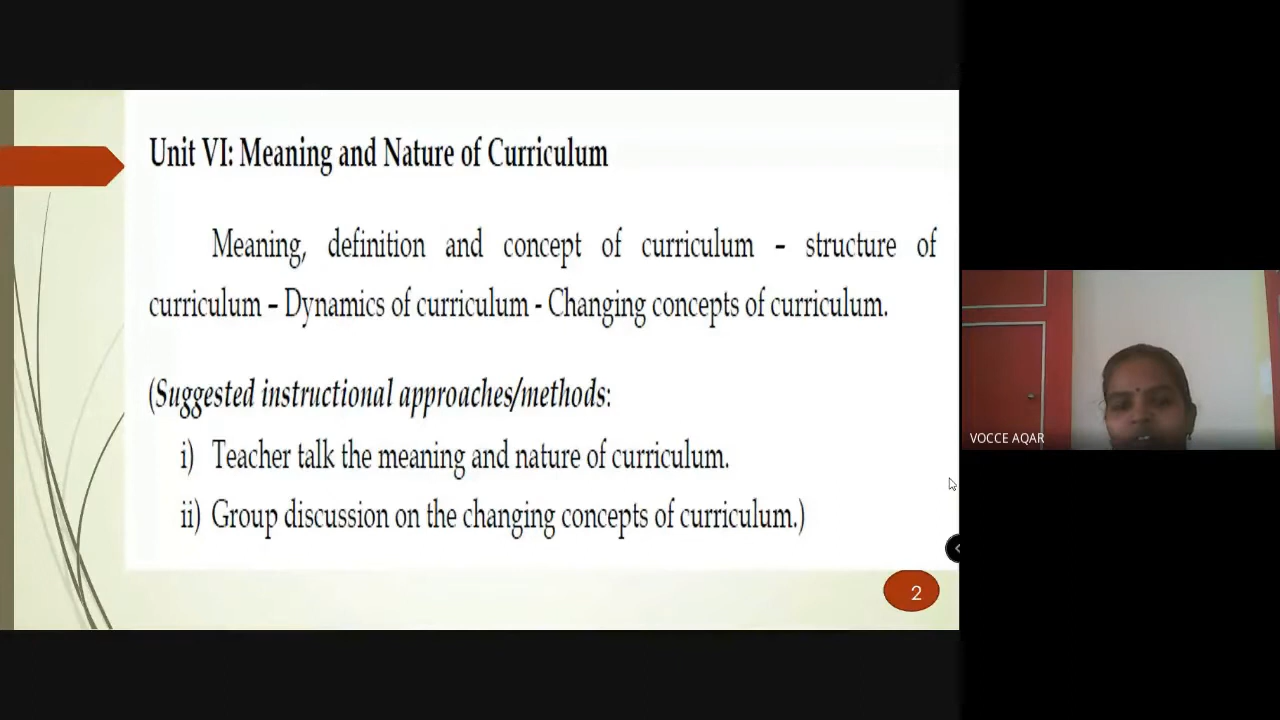 Unit VI: Meaning and Nature of Curriculum
Meaning, definition and concept of curriculum – structure of
curriculum – Dynamics of curriculum - Changing concepts of curriculum.
(Suggested instructional approaches/methods:
i) Teacher talk the meaning and nature of curriculum.
ii) Group discussion on the changing concepts of curriculum.)
2
VOCCE AQAR